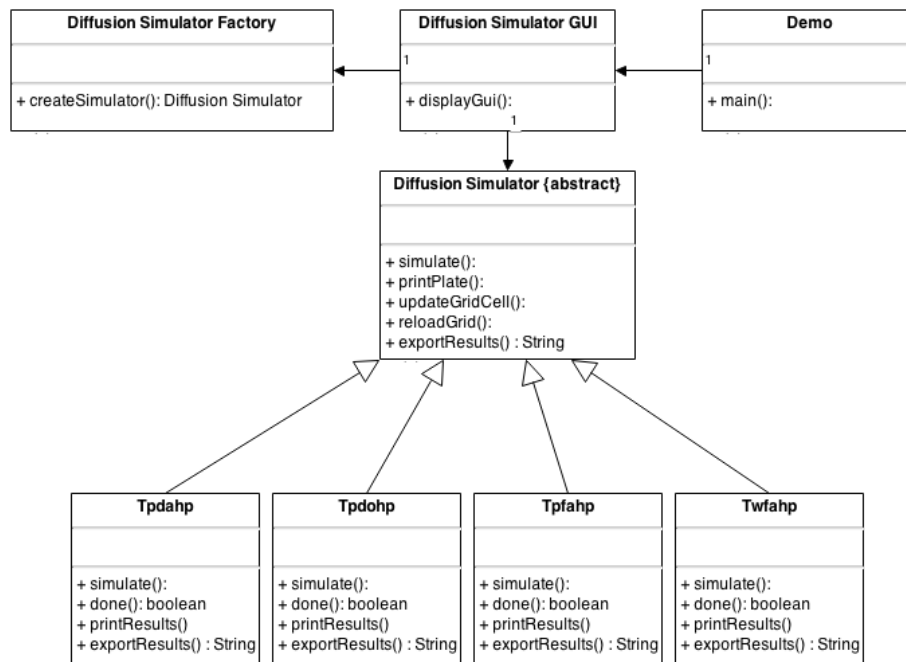 Diffusion Simulator Factory
+ createSimulator(): Diffusion Simulator
Diffusion Simulator GUI
1
+ displayGui():
1
Demo
1
+ main():
Diffusion Simulator {abstract}
+ simulate():
+ printPlate():
+ updateGridCell():
+ reloadGrid():
+ exportResults() : String
Tpdahp
+ simulate():
+ done(): boolean
+ printResults()
+ exportResults() : String
Tpdohp
+ simulate():
+ done(): boolean
+ printResults()
+ exportResults() : String
Tpfahp
+ simulate():
+ done(): boolean
+ printResults()
+ exportResults() : String
Twfahp
+ simulate():
+ done(): boolean
+ printResults()
+ exportResults() : String